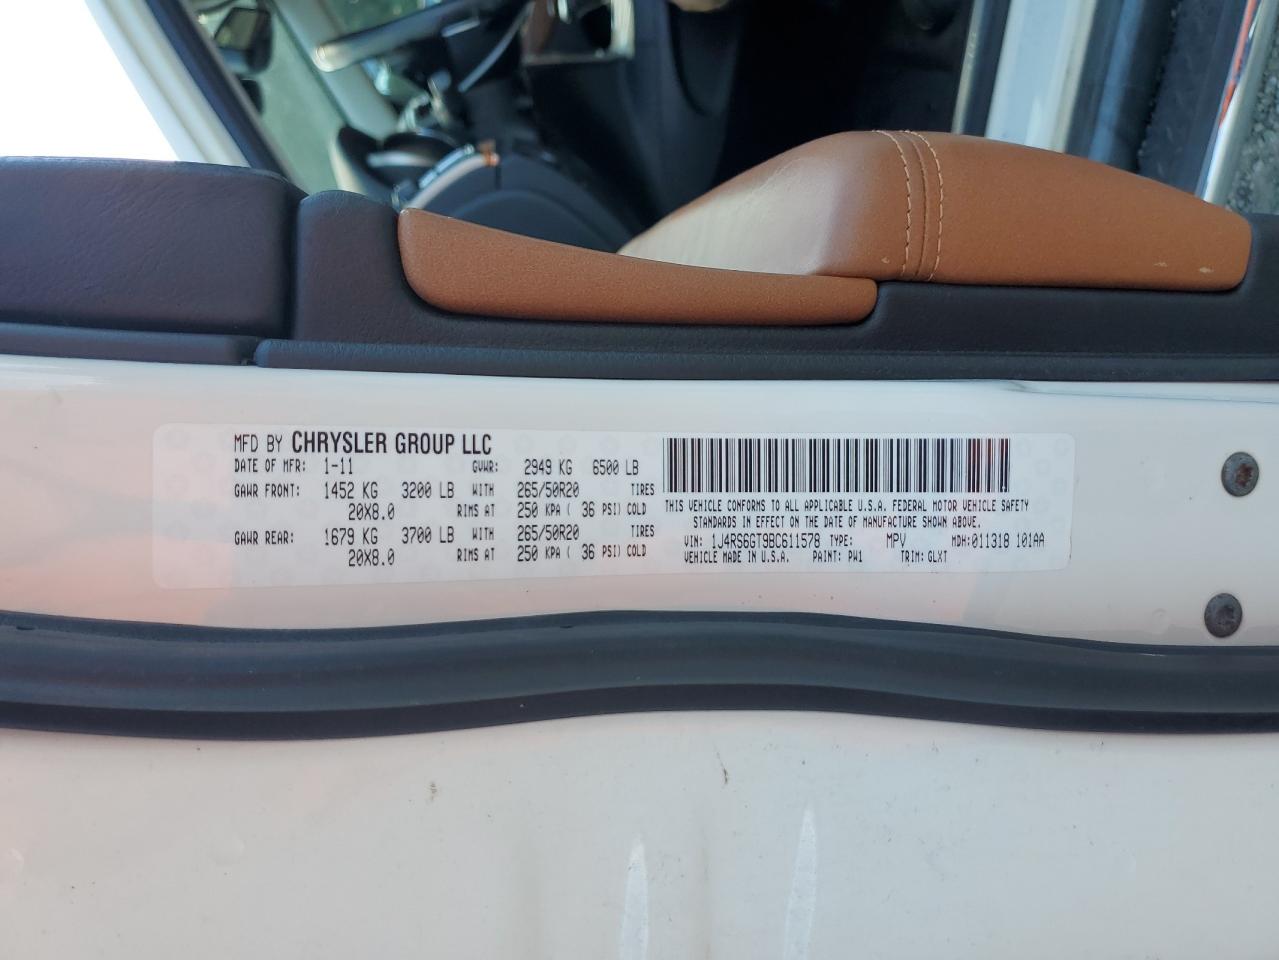 MFD BY CHRYSLER GROUP LLC
DATE OF MFR: 1-11 GVWR: 2949 KG 6500 LB
GAWR FRONT: 1452 KG 3200 LB WITH 265/50R20 TIRES
20X8.0 RIMS AT 250 KPA ( 36 PSI) COLD
GAWR REAR: 1679 KG 3700 LB WITH 265/50R20 TIRES
20X8.0 RIMS AT 250 KPA ( 36 PSI) COLD
THIS VEHICLE CONFORMS TO ALL APPLICABLE U.S.A. FEDERAL MOTOR VEHICLE SAFETY
STANDARDS IN EFFECT ON THE DATE OF MANUFACTURE SHOWN ABOVE.
VIN: 1J4RS6GT9BC611578 TYPE: MPV MDH:011318 101AA
VEHICLE MADE IN U.S.A. PAINT: PW1 TRIM: GLXT